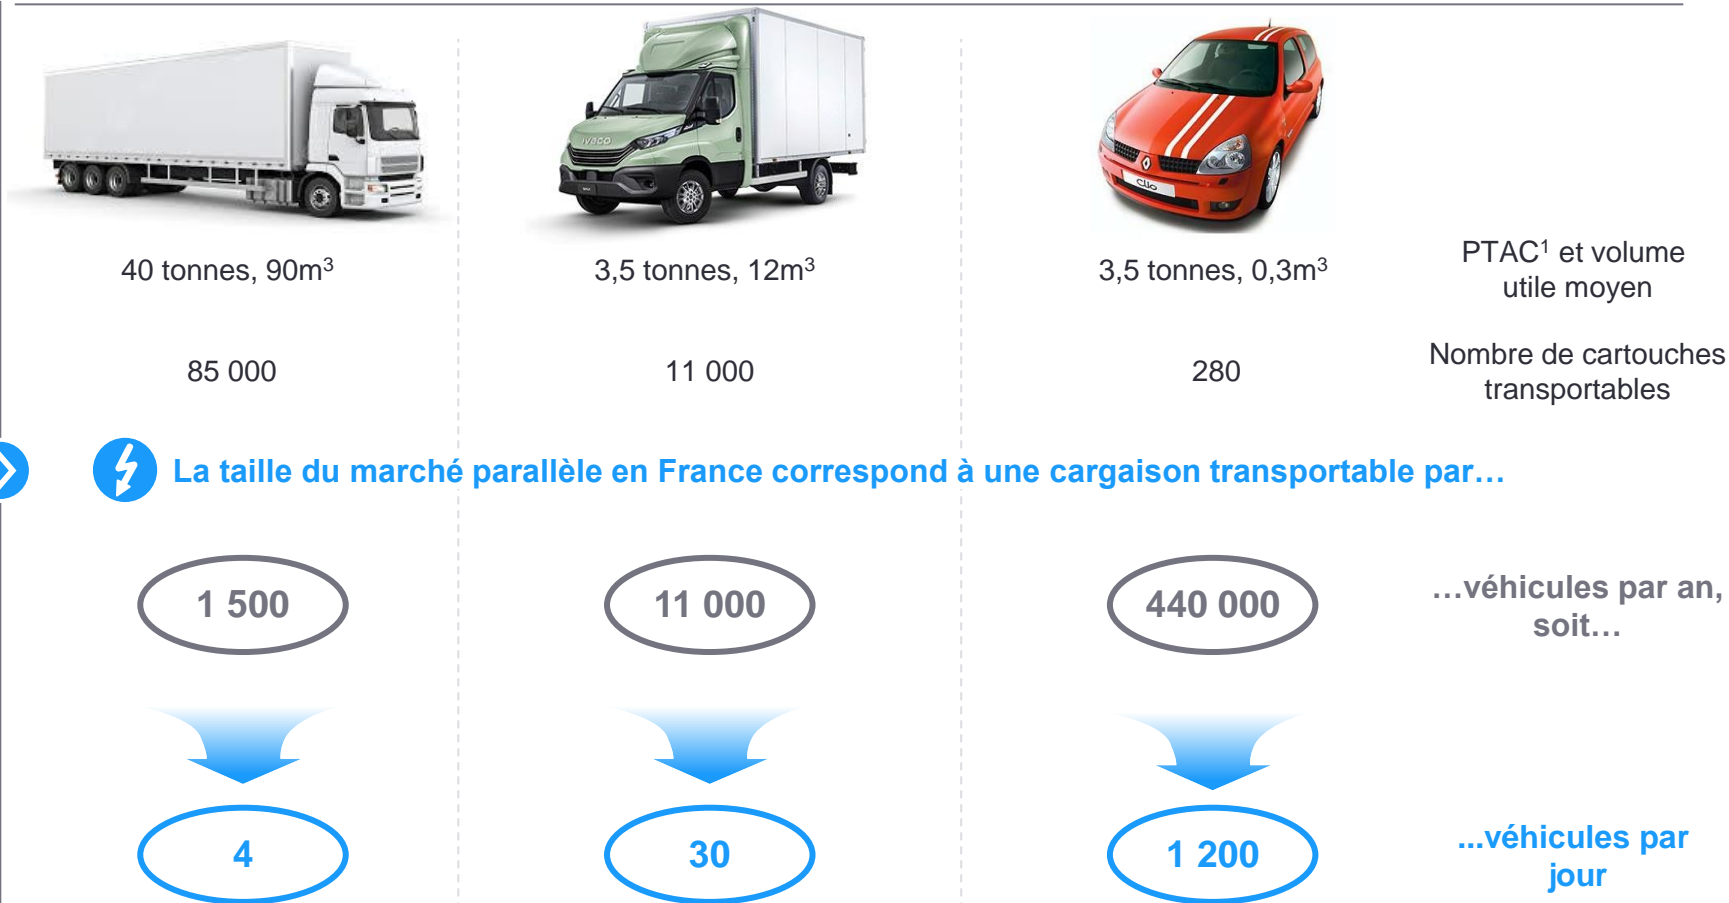 IVECO
Clio
40 tonnes, 90m³
3,5 tonnes, 12m³
3,5 tonnes, 0,3m³
PTAC¹ et volume
utile moyen
85 000
11 000
280
Nombre de cartouches
transportables
La taille du marché parallèle en France correspond à une cargaison transportable par…
1 500
11 000
440 000
…véhicules par an,
soit…
4
30
1 200
...véhicules par
jour